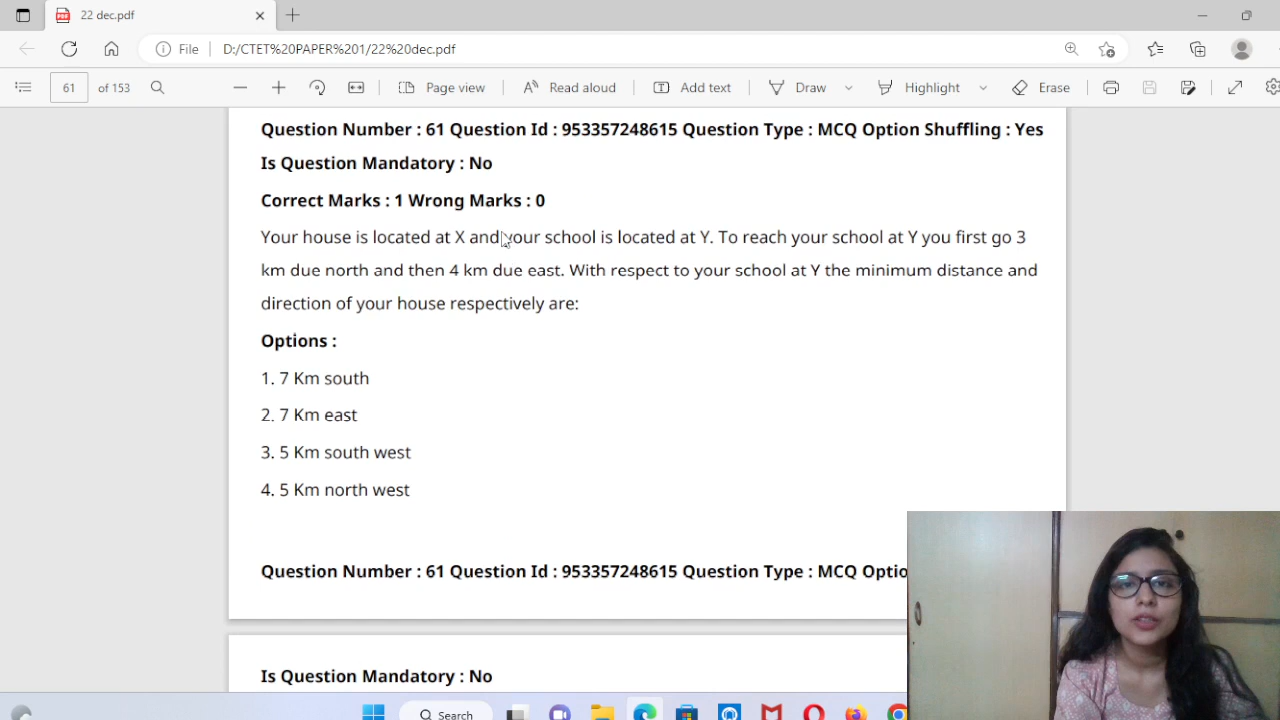 22 dec.pdf
File D:/CTET%20PAPER%201/22%20dec.pdf
61 of 153 Page view Read aloud Add text Draw Highlight Erase
Question Number : 61 Question Id : 953357248615 Question Type : MCQ Option Shuffling : Yes
Is Question Mandatory : No
Correct Marks : 1 Wrong Marks : 0
Your house is located at X and your school is located at Y. To reach your school at Y you first go 3
km due north and then 4 km due east. With respect to your school at Y the minimum distance and
direction of your house respectively are:
Options :
1. 7 Km south
2. 7 Km east
3. 5 Km south west
4. 5 Km north west
Question Number : 61 Question Id : 953357248615 Question Type : MCQ Optio
Is Question Mandatory : No
Search